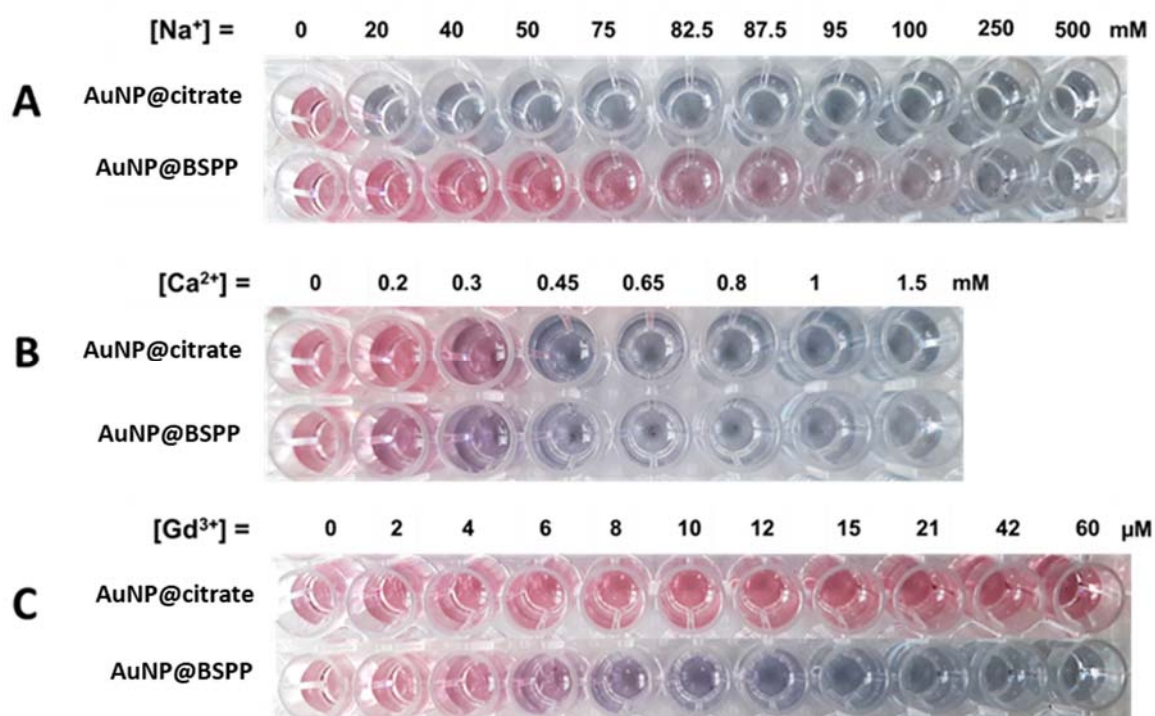 [Na⁺] = 0 20 40 50 75 82.5 87.5 95 100 250 500 mM
A
AuNP@citrate
AuNP@BSPP
[Ca²⁺] = 0 0.2 0.3 0.45 0.65 0.8 1 1.5 mM
B
AuNP@citrate
AuNP@BSPP
[Gd³⁺] = 0 2 4 6 8 10 12 15 21 42 60 µM
C
AuNP@citrate
AuNP@BSPP